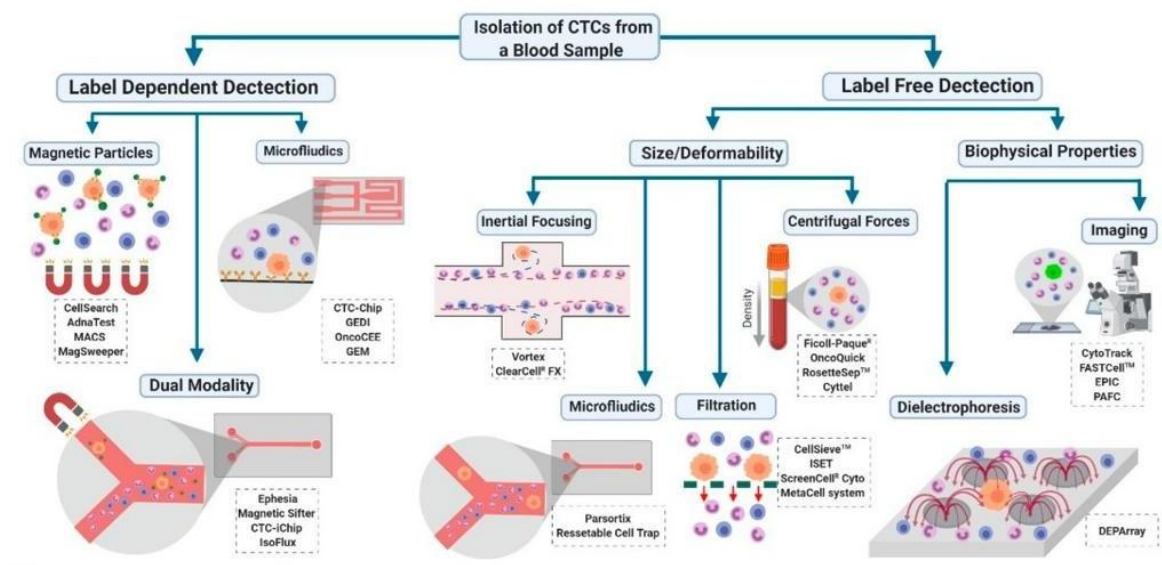 Isolation of CTCs from
a Blood Sample
Label Dependent Dectection
Label Free Dectection
Magnetic Particles
Microfliudics
CellSearch
AdnaTest
MACS
MagSweeper
CTC-Chip
GEDI
OncoCEE
GEM
Dual Modality
Ephesia
Magnetic Sifter
CTC-iChip
IsoFlux
Size/Deformability
Biophysical Properties
Inertial Focusing
Centrifugal Forces
Imaging
Vortex
ClearCell® FX
Density
Ficoll-Paque®
OncoQuick
RosetteSep™
Cyttel
CytoTrack
FASTCell™
EPIC
PAFC
Microfliudics
Filtration
Dielectrophoresis
Parsortix
Ressetable Cell Trap
CellSieve™
ISET
ScreenCell® Cyto
MetaCell system
DEPArray